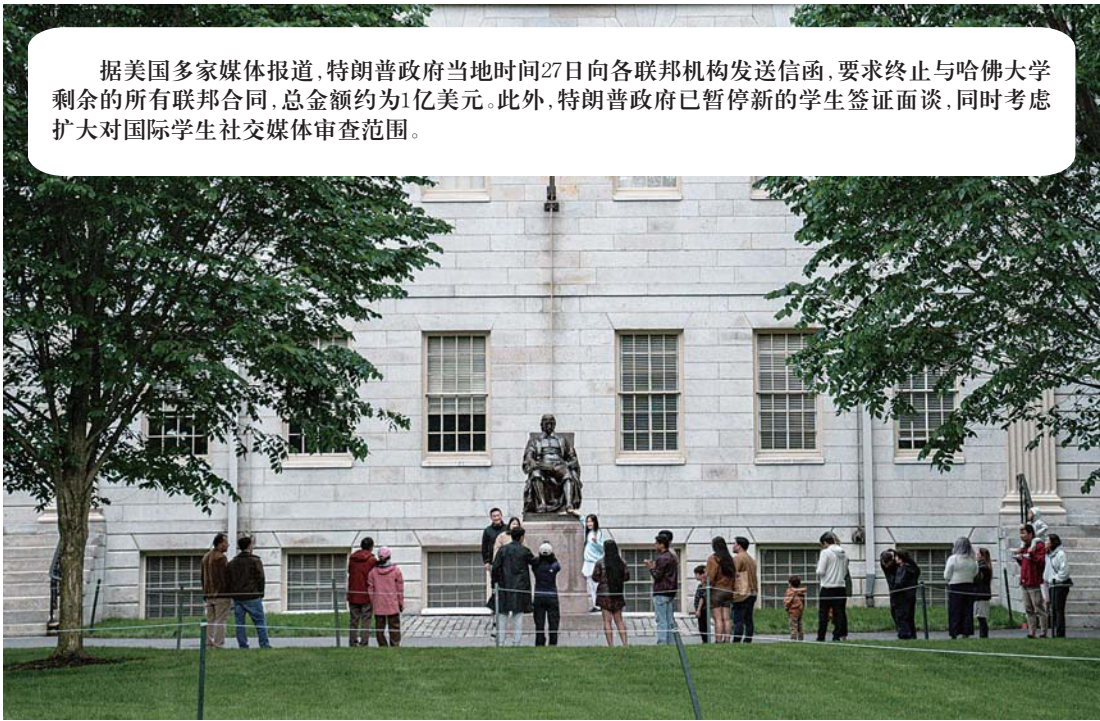 据美国多家媒体报道,特朗普政府当地时间27日向各联邦机构发送信函,要求终止与哈佛大学
剩余的所有联邦合同,总金额约为1亿美元。此外,特朗普政府已暂停新的学生签证面谈,同时考虑
扩大对国际学生社交媒体审查范围。